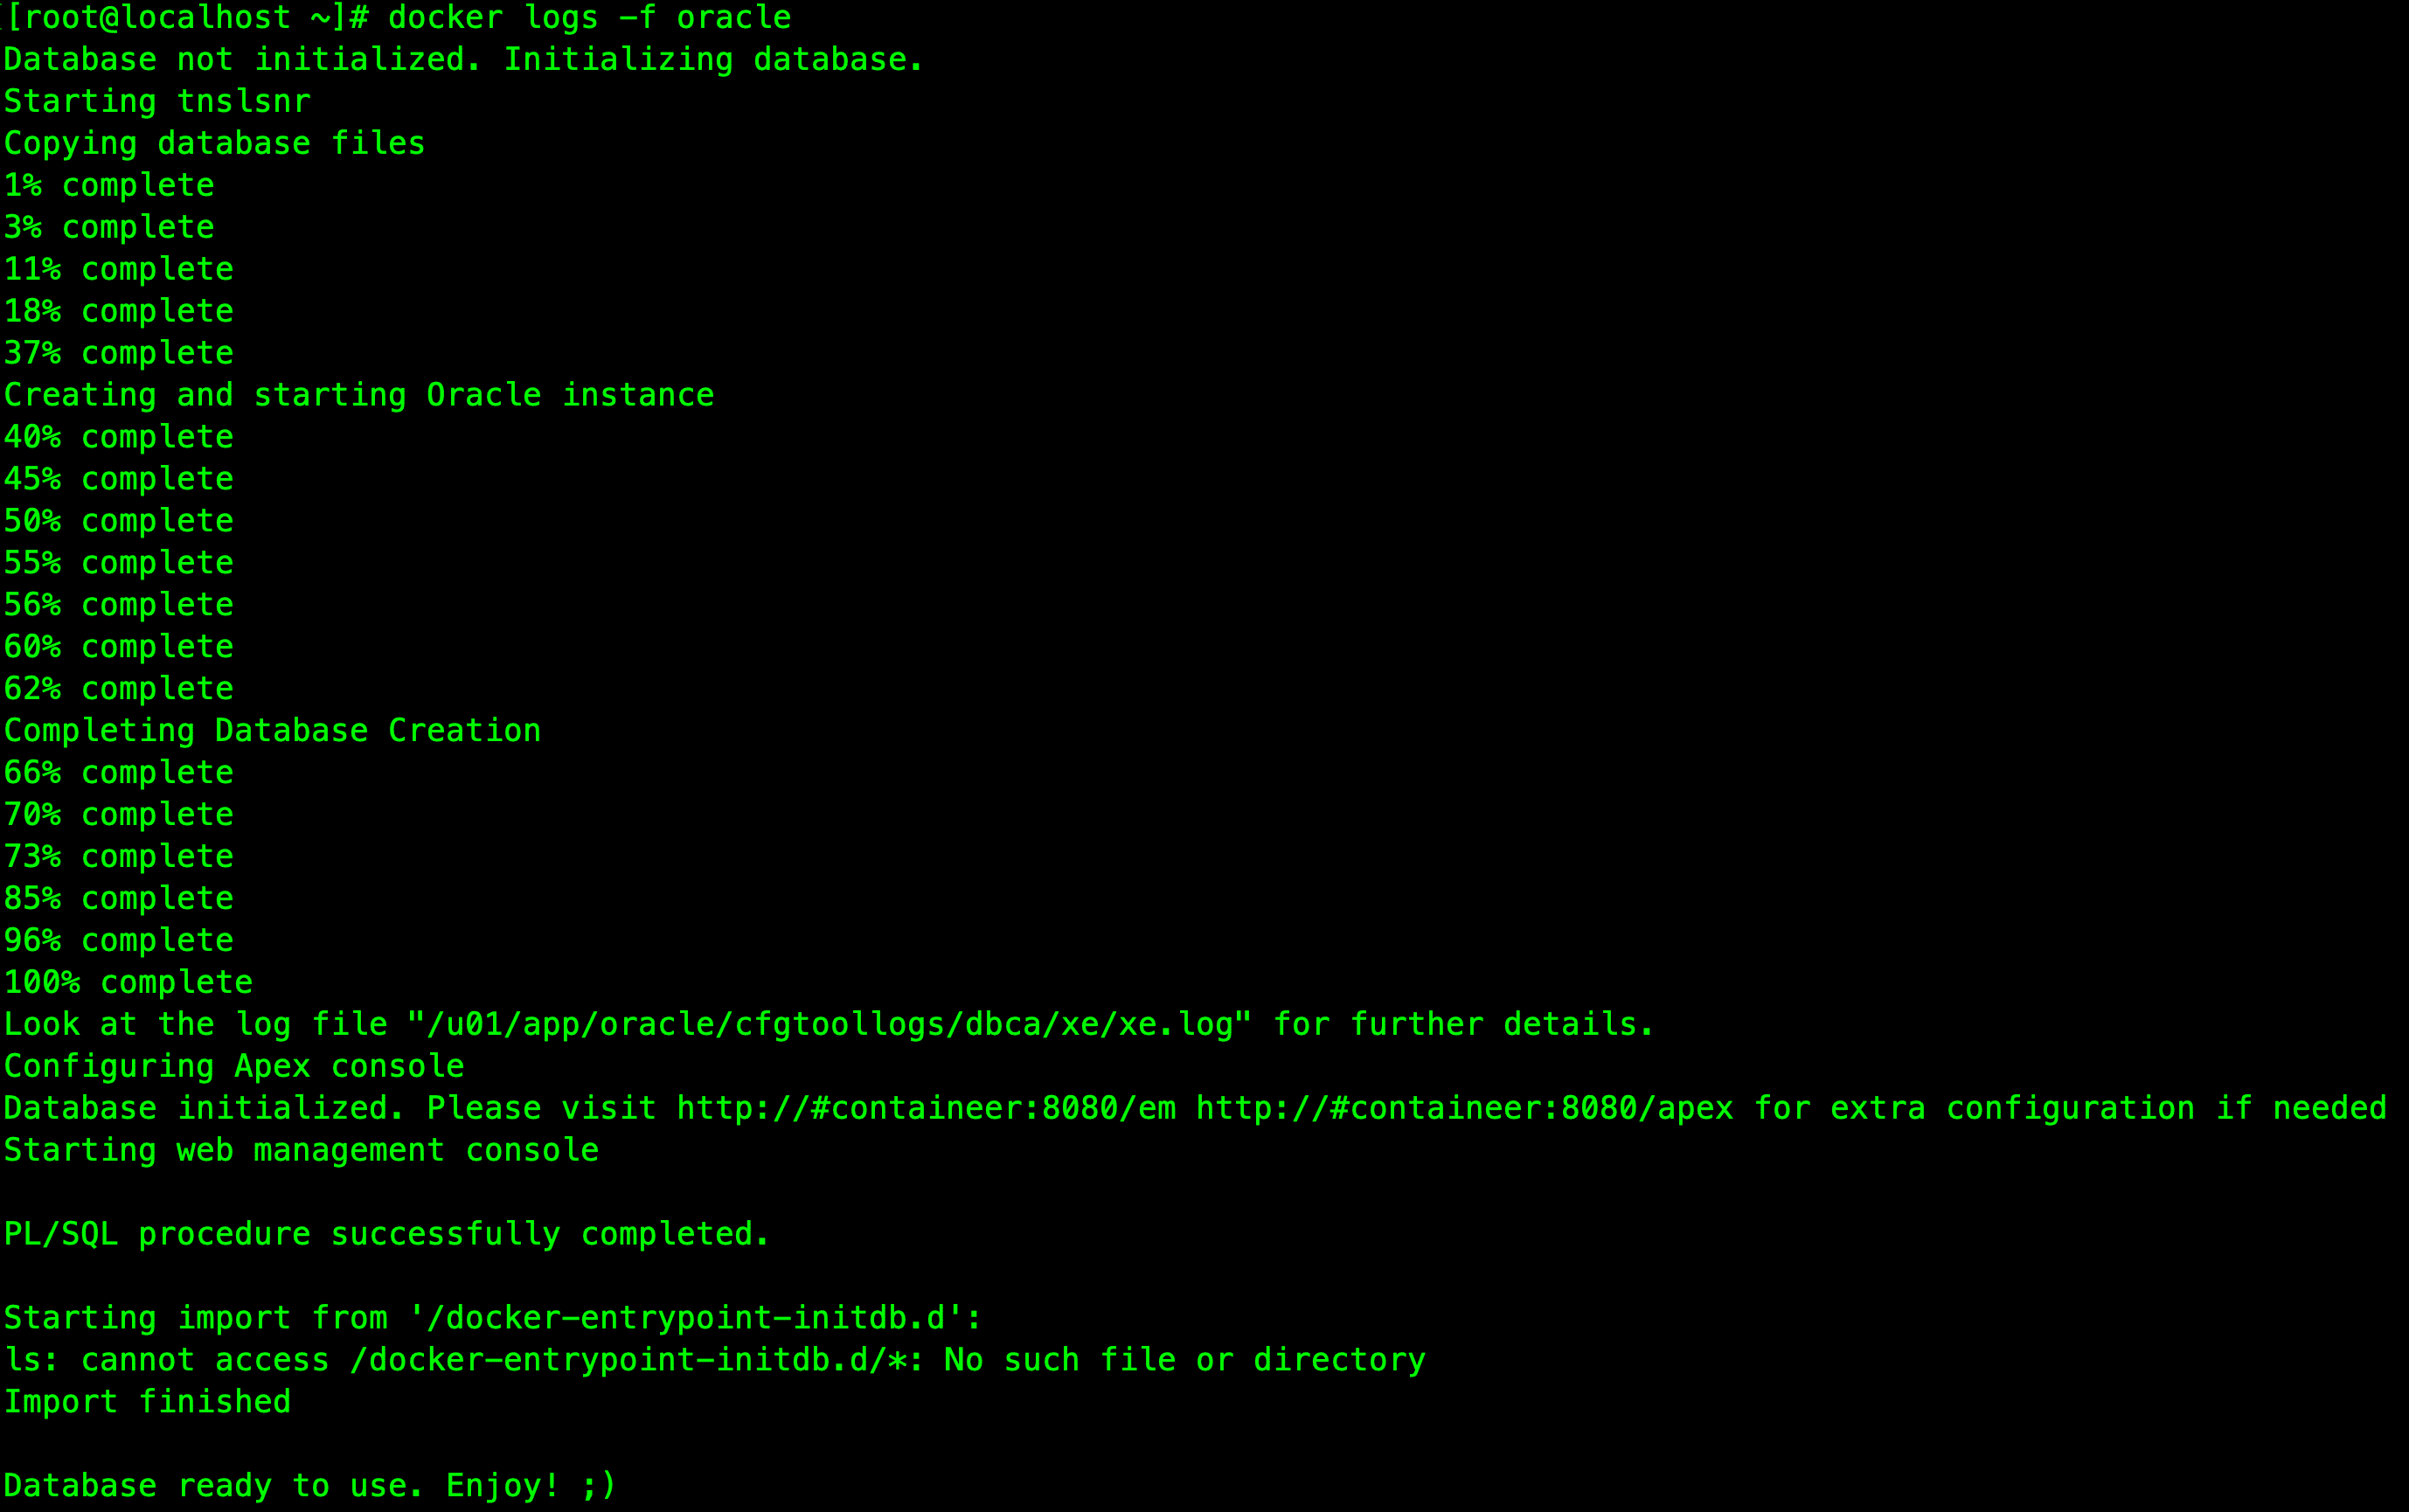 [[root@localhost ~]# docker logs -f oracle
Database not initialized. Initializing database.
Starting tnslsnr
Copying database files
1% complete
3% complete
11% complete
18% complete
37% complete
Creating and starting Oracle instance
40% complete
45% complete
50% complete
55% complete
56% complete
60% complete
62% complete
Completing Database Creation
66% complete
70% complete
73% complete
85% complete
96% complete
100% complete
Look at the log file "/u01/app/oracle/cfgtoollogs/dbca/xe/xe.log" for further details.
Configuring Apex console
Database initialized. Please visit http://#containeer:8080/em http://#containeer:8080/apex for extra configuration if needed
Starting web management console
PL/SQL procedure successfully completed.
Starting import from '/docker-entrypoint-initdb.d':
ls: cannot access /docker-entrypoint-initdb.d/*: No such file or directory
Import finished
Database ready to use. Enjoy! ;)